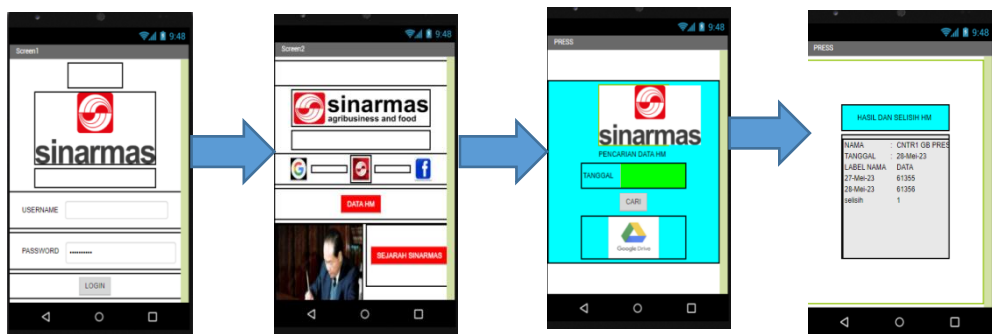 9:48
Screen1
sinarmas
USERNAME
PASSWORD
LOGIN
9:48
Screen2
sinarmas
agribusiness and food
G
f
DATA HM
SEJARAH SINARMAS
9:48
PRESS
sinarmas
PENCARIAN DATA HM
TANGGAL
CARI
Google Drive
9:48
PRESS
HASIL DAN SELISIH HM
NAMA : CNTR1 GB PRES
TANGGAL : 28-Mei-23
LABEL NAMA DATA
27-Mei-23 61355
28-Mei-23 61356
selisih 1